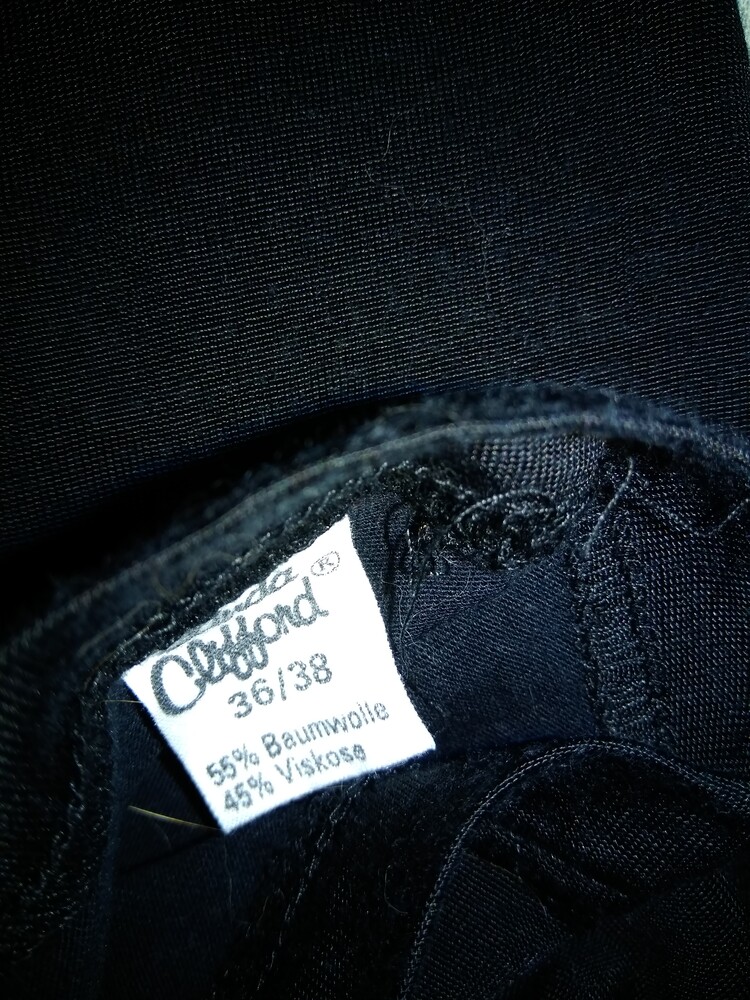 ®
Clifford
36/38
55% Baumwolle
45% Viskose